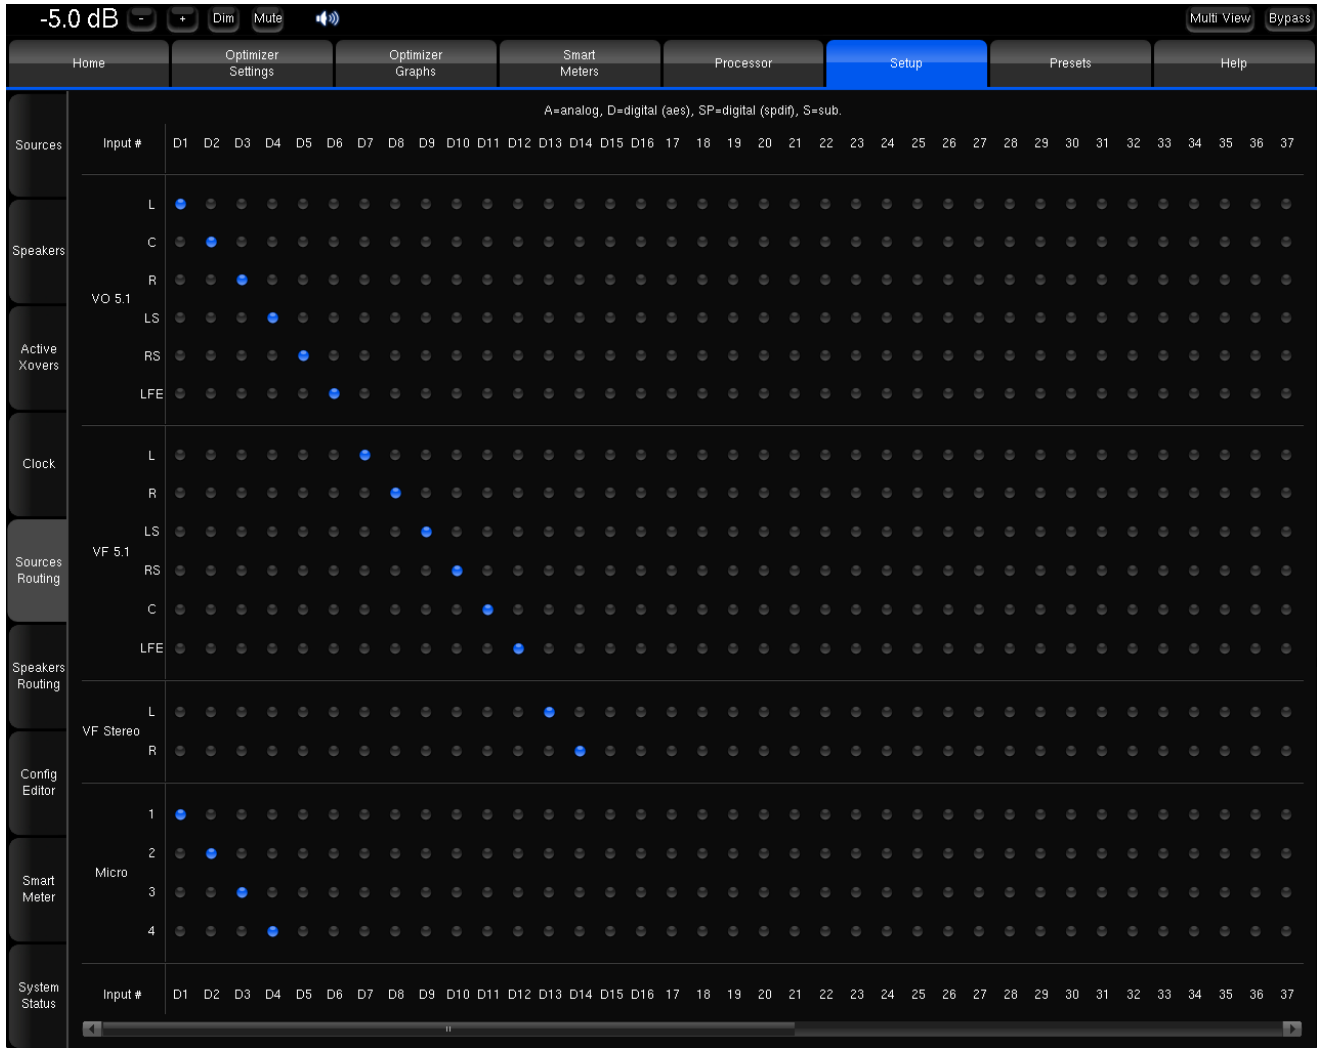 -5.0 dB - + Dim Mute Multi View Bypass
Home Optimizer Settings Optimizer Graphs Smart Meters Processor Setup Presets Help
A=analog, D=digital (aes), SP=digital (spdif), S=sub.
Sources
Speakers
Active
Xovers
Clock
Sources
Routing
Speakers
Routing
Config
Editor
Smart
Meter
System
Status
Input # D1 D2 D3 D4 D5 D6 D7 D8 D9 D10 D11 D12 D13 D14 D15 D16 17 18 19 20 21 22 23 24 25 26 27 28 29 30 31 32 33 34 35 36 37
VO 5.1
L
C
R
LS
RS
LFE
VF 5.1
L
R
LS
RS
C
LFE
VF Stereo
L
R
Micro
1
2
3
4
Input # D1 D2 D3 D4 D5 D6 D7 D8 D9 D10 D11 D12 D13 D14 D15 D16 17 18 19 20 21 22 23 24 25 26 27 28 29 30 31 32 33 34 35 36 37